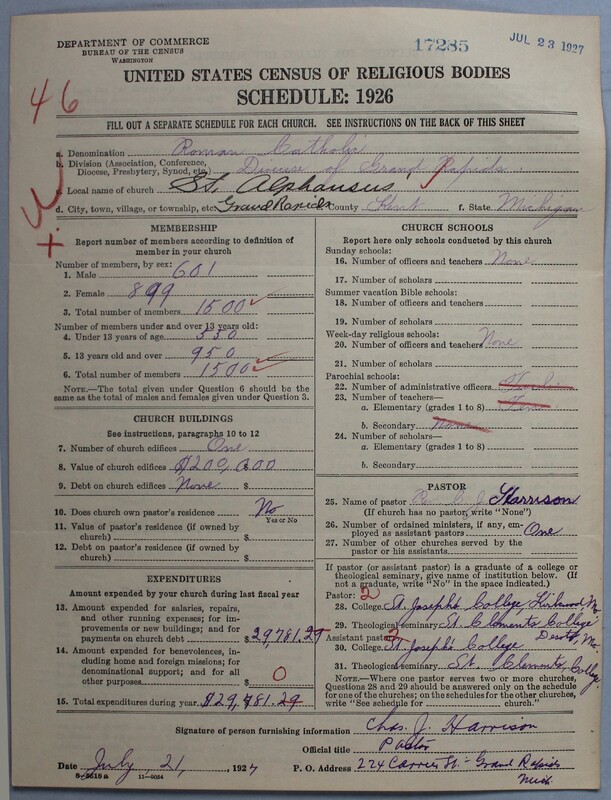 DEPARTMENT OF COMMERCE
BUREAU OF THE CENSUS
WASHINGTON
17285
JUL 23 1927
46
UNITED STATES CENSUS OF RELIGIOUS BODIES
SCHEDULE: 1926
FILL OUT A SEPARATE SCHEDULE FOR EACH CHURCH. SEE INSTRUCTIONS ON THE BACK OF THIS SHEET
a. Denomination Roman Catholic
b. Division (Association, Conference, Diocese, Presbytery, Synod, etc.) Diocese of Grand Rapids
c. Local name of church St. Alphonsus
d. City, town, village, or township, etc. Grand Rapids County Kent f. State Michigan
MEMBERSHIP
Report number of members according to definition of member in your church
Number of members, by sex:
1. Male 601
2. Female 899
3. Total number of members 1500
Number of members under and over 13 years old:
4. Under 13 years of age 550
5. 13 years old and over 950
6. Total number of members 1500
NOTE.—The total given under Question 6 should be the same as the total of males and females given under Question 3.
CHURCH BUILDINGS
See instructions, paragraphs 10 to 12
7. Number of church edifices One
8. Value of church edifices $200,000
9. Debt on church edifices None $
10. Does church own pastor's residence? No
Yes or No
11. Value of pastor's residence (if owned by church) $
12. Debt on pastor's residence (if owned by church) $
EXPENDITURES
Amount expended by your church during last fiscal year
13. Amount expended for salaries, repairs, and other running expenses; for improvements or new buildings; and for payments on church debt $29781.29
14. Amount expended for benevolences, including home and foreign missions; for denominational support; and for all other purposes $ 0
15. Total expenditures during year $29,781.29
CHURCH SCHOOLS
Report here only schools conducted by this church
Sunday schools:
16. Number of officers and teachers None
17. Number of scholars
Summer vacation Bible schools:
18. Number of officers and teachers
19. Number of scholars
Week-day religious schools:
20. Number of officers and teachers None
21. Number of scholars
Parochial schools:
22. Number of administrative officers
23. Number of teachers—
a. Elementary (grades 1 to 8)
b. Secondary None
24. Number of scholars—
a. Elementary (grades 1 to 8)
b. Secondary
PASTOR
25. Name of pastor Harrison
(If church has no pastor, write "None")
26. Number of ordained ministers, if any, employed as assistant pastors One
27. Number of other churches served by the pastor or his assistants
If pastor (or assistant pastor) is a graduate of a college or theological seminary, give name of institution below. (If not a graduate, write "No" in the space indicated.)
Pastor: 2
28. College St. Joseph's College, Kirkwood, Mo
29. Theological seminary St. Clements College Desoto, Mo.
Assistant pastor:
30. College St Joseph's College
31. Theological seminary St. Clements College
NOTE.—Where one pastor serves two or more churches, Questions 28 and 29 should be answered only on the schedule for one of the churches; on the schedules for the other churches, write "See schedule for church."
Signature of person furnishing information Chas. J. Harrison
Official title Pastor
Date July 21, 1927 P. O. Address 224 Carrier St - Grand Rapids
Mich
8-5616a 11-9054